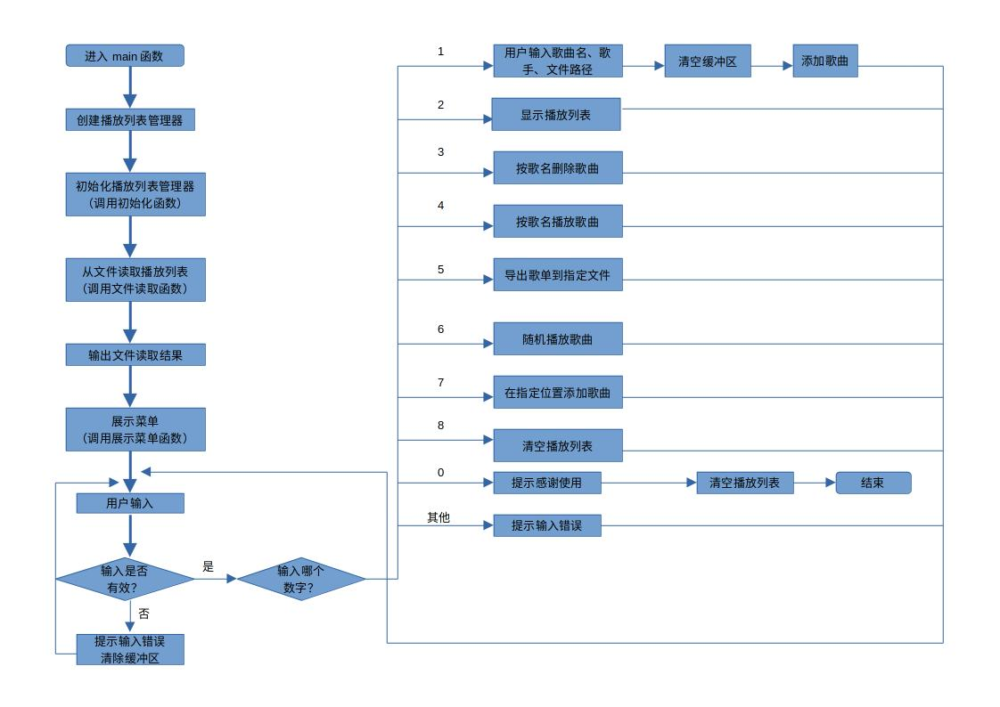 进入 main 函数
创建播放列表管理器
初始化播放列表管理器
（调用初始化函数）
从文件读取播放列表
（调用文件读取函数）
输出文件读取结果
展示菜单
（调用展示菜单函数）
用户输入
输入是否
有效？
是
否
提示输入错误
清除缓冲区
输入哪个
数字？
1
用户输入歌曲名、歌
手、文件路径
清空缓冲区
添加歌曲
2
显示播放列表
3
按歌名删除歌曲
4
按歌名播放歌曲
5
导出歌单到指定文件
6
随机播放歌曲
7
在指定位置添加歌曲
8
清空播放列表
0
提示感谢使用
清空播放列表
结束
其他
提示输入错误